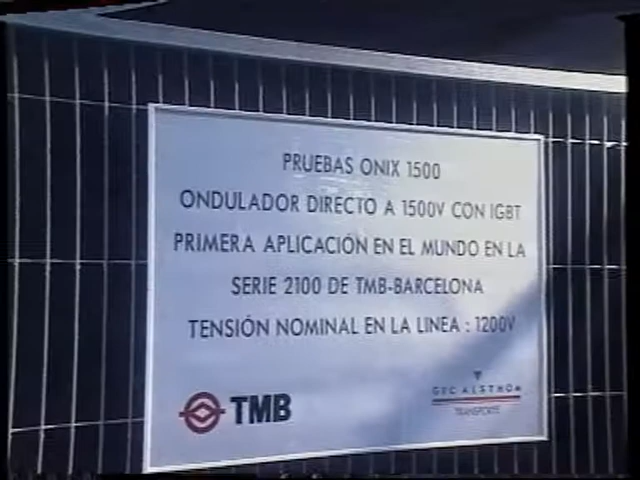 PRUEBAS ONIX 1500
ONDULADOR DIRECTO A 1500V CON IGBT
PRIMERA APLICACIÓN EN EL MUNDO EN LA
SERIE 2100 DE TMB-BARCELONA
TENSIÓN NOMINAL EN LA LINEA : 1200V
TMB
GEC ALSTHOM
TRANSPORTE